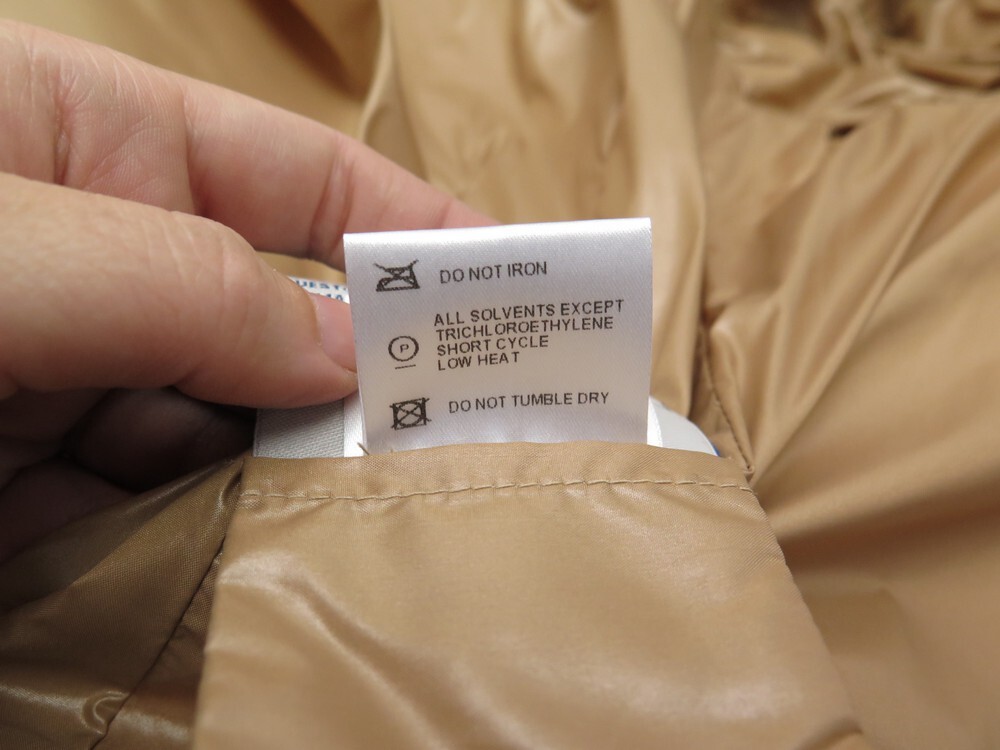 DO NOT IRON
ALL SOLVENTS EXCEPT
TRICHLOROETHYLENE
SHORT CYCLE
LOW HEAT
P
DO NOT TUMBLE DRY